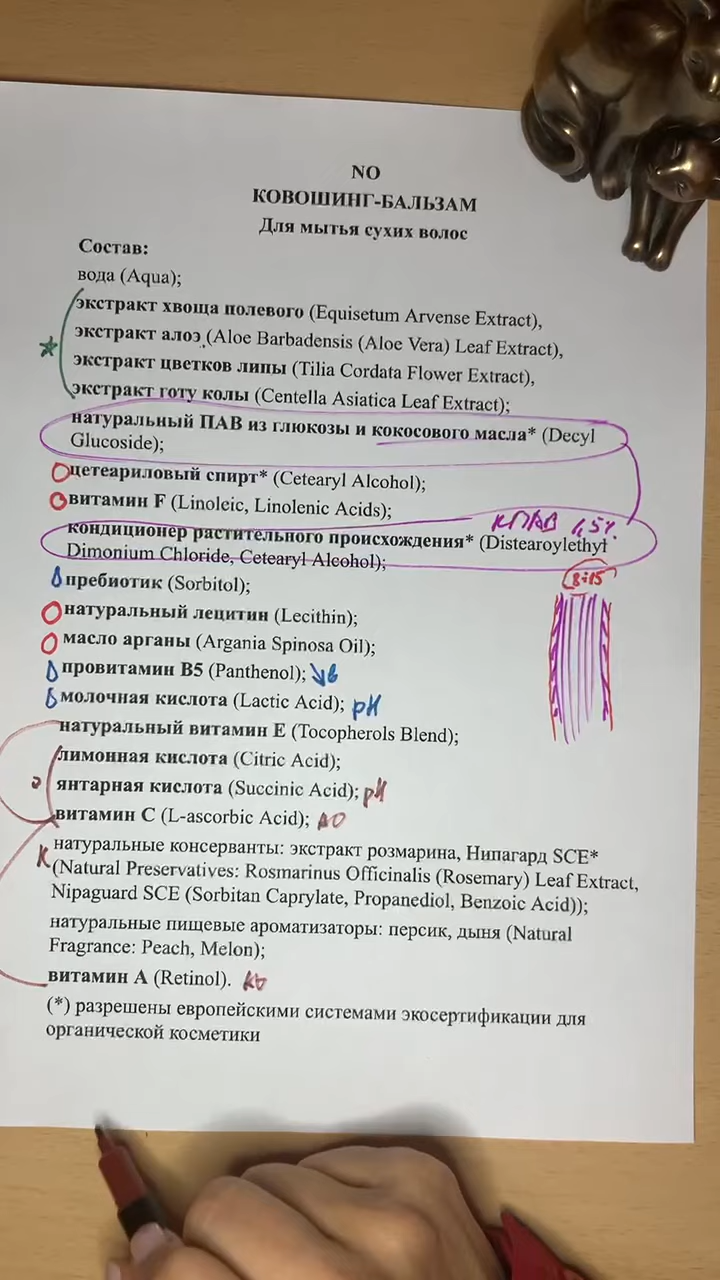 NO
КОВОШИНГ-БАЛЬЗАМ
Для мытья сухих волос
Состав:
вода (Aqua);
экстракт хвоща полевого (Equisetum Arvense Extract),
экстракт алоэ (Aloe Barbadensis (Aloe Vera) Leaf Extract),
экстракт цветков липы (Tilia Cordata Flower Extract),
экстракт готу колы (Centella Asiatica Leaf Extract);
натуральный ПАВ из глюкозы и кокосового масла* (Decyl
Glucoside);
цетеариловый спирт* (Cetearyl Alcohol);
витамин F (Linoleic, Linolenic Acids);
КПАВ 1,5%
кондиционер растительного происхождения* (Distearoylethyl
Dimonium Chloride, Cetearyl Alcohol);
пребиотик (Sorbitol);
натуральный лецитин (Lecithin);
масло арганы (Argania Spinosa Oil);
провитамин В5 (Panthenol);
молочная кислота (Lactic Acid); pH
натуральный витамин Е (Tocopherols Blend);
лимонная кислота (Citric Acid);
янтарная кислота (Succinic Acid); pH
витамин С (L-ascorbic Acid); АО
К натуральные консерванты: экстракт розмарина, Нипагард SCE*
(Natural Preservatives: Rosmarinus Officinalis (Rosemary) Leaf Extract,
Nipaguard SCE (Sorbitan Caprylate, Propanediol, Benzoic Acid));
натуральные пищевые ароматизаторы: персик, дыня (Natural
Fragrance: Peach, Melon);
витамин А (Retinol).
(*) разрешены европейскими системами экосертификации для
органической косметики